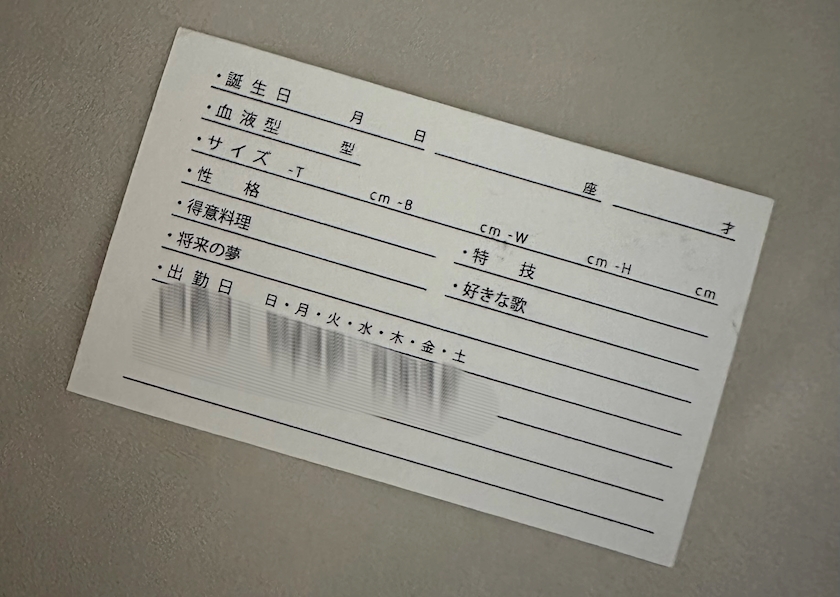 ・誕生日 月 日 座 才
・血液型 型
・サイズ -T cm -B cm -W cm -H cm
・性 格 ・特 技
・得意料理 ・好きな歌
・将来の夢
・出勤日 日・月・火・水・木・金・土